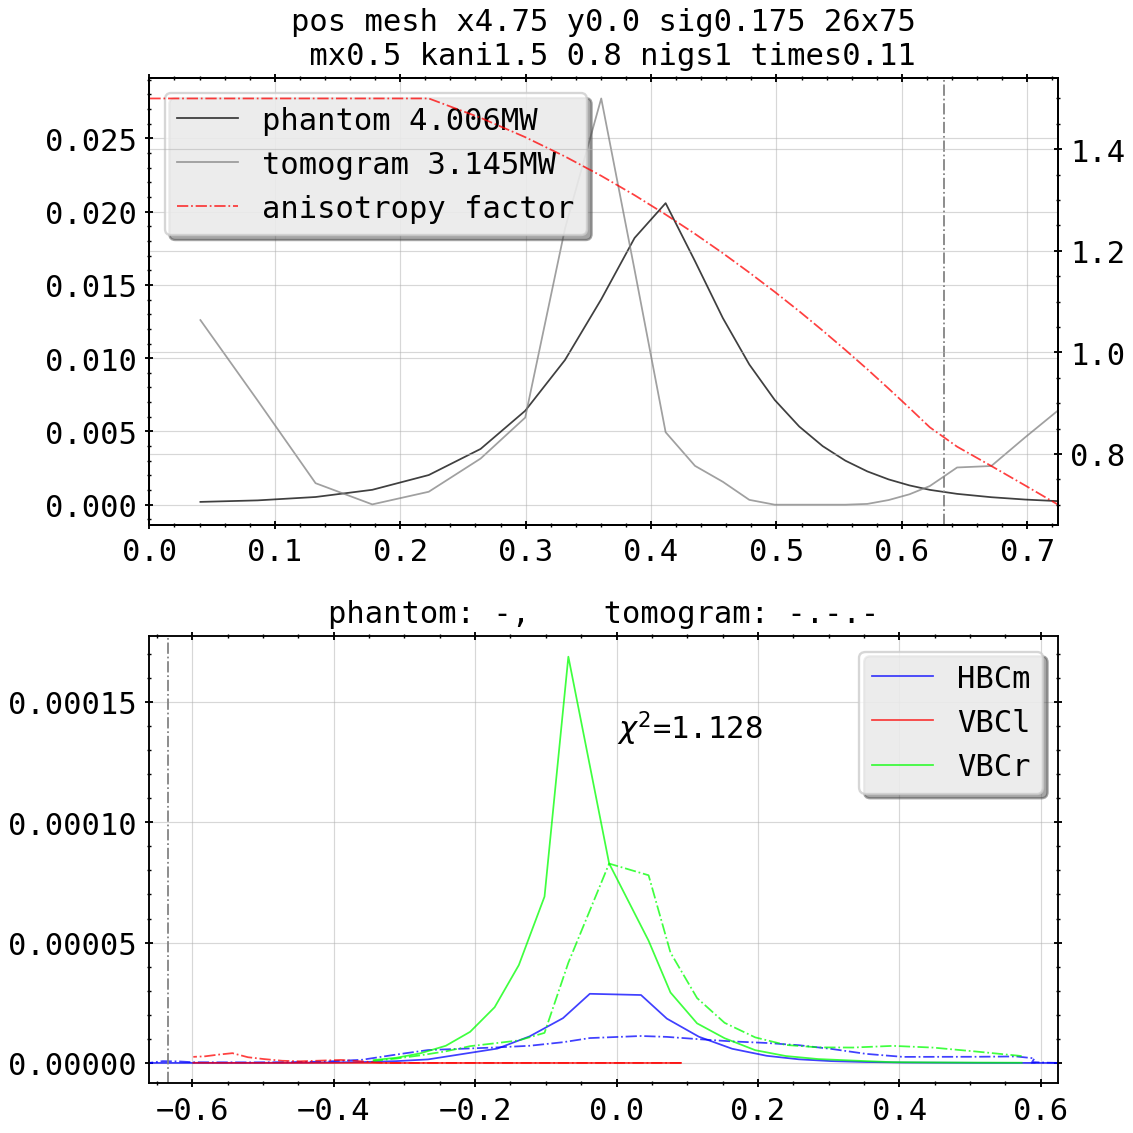 pos mesh x4.75 y0.0 sig0.175 26x75
mx0.5 kani1.5 0.8 nigs1 times0.11
phantom 4.006MW
tomogram 3.145MW
anisotropy factor
0.025
0.020
0.015
0.010
0.005
0.000
1.4
1.2
1.0
0.8
0.0 0.1 0.2 0.3 0.4 0.5 0.6 0.7
phantom: -, tomogram: -.-.-
HBCm
VBCl
VBCr
χ²=1.128
0.00015
0.00010
0.00005
0.00000
−0.6 −0.4 −0.2 0.0 0.2 0.4 0.6